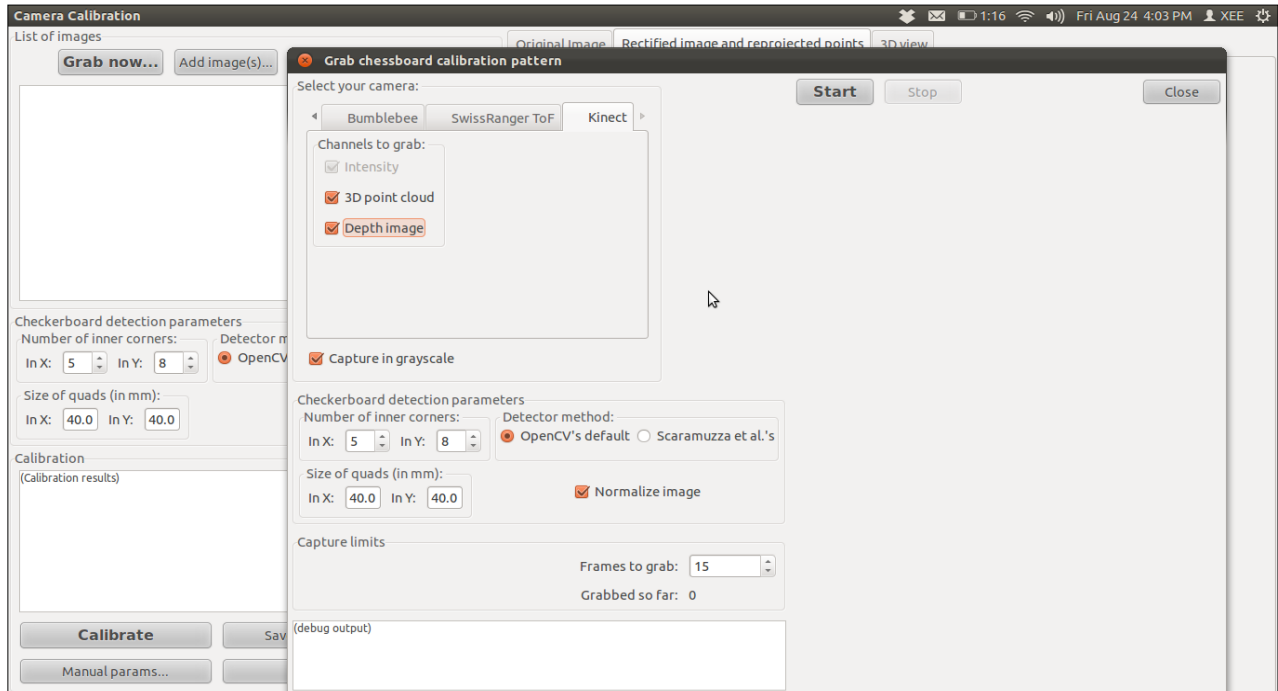 Camera Calibration
1:16 Fri Aug 24 4:03 PM XEE
List of images
Grab now... Add image(s)...
Original Image Rectified image and reprojected points 3D view
Checkerboard detection parameters
Number of inner corners: Detector m
In X: 5 In Y: 8 OpenCV
Size of quads (in mm):
In X: 40.0 In Y: 40.0
Calibration
(Calibration results)
Calibrate Sav
Manual params...
Grab chessboard calibration pattern
Select your camera:
Start Stop Close
Bumblebee SwissRanger ToF Kinect
Channels to grab:
Intensity
3D point cloud
Depth image
Capture in grayscale
Checkerboard detection parameters
Number of inner corners: Detector method:
In X: 5 In Y: 8 OpenCV's default Scaramuzza et al.'s
Size of quads (in mm):
In X: 40.0 In Y: 40.0 Normalize image
Capture limits
Frames to grab: 15
Grabbed so far: 0
(debug output)